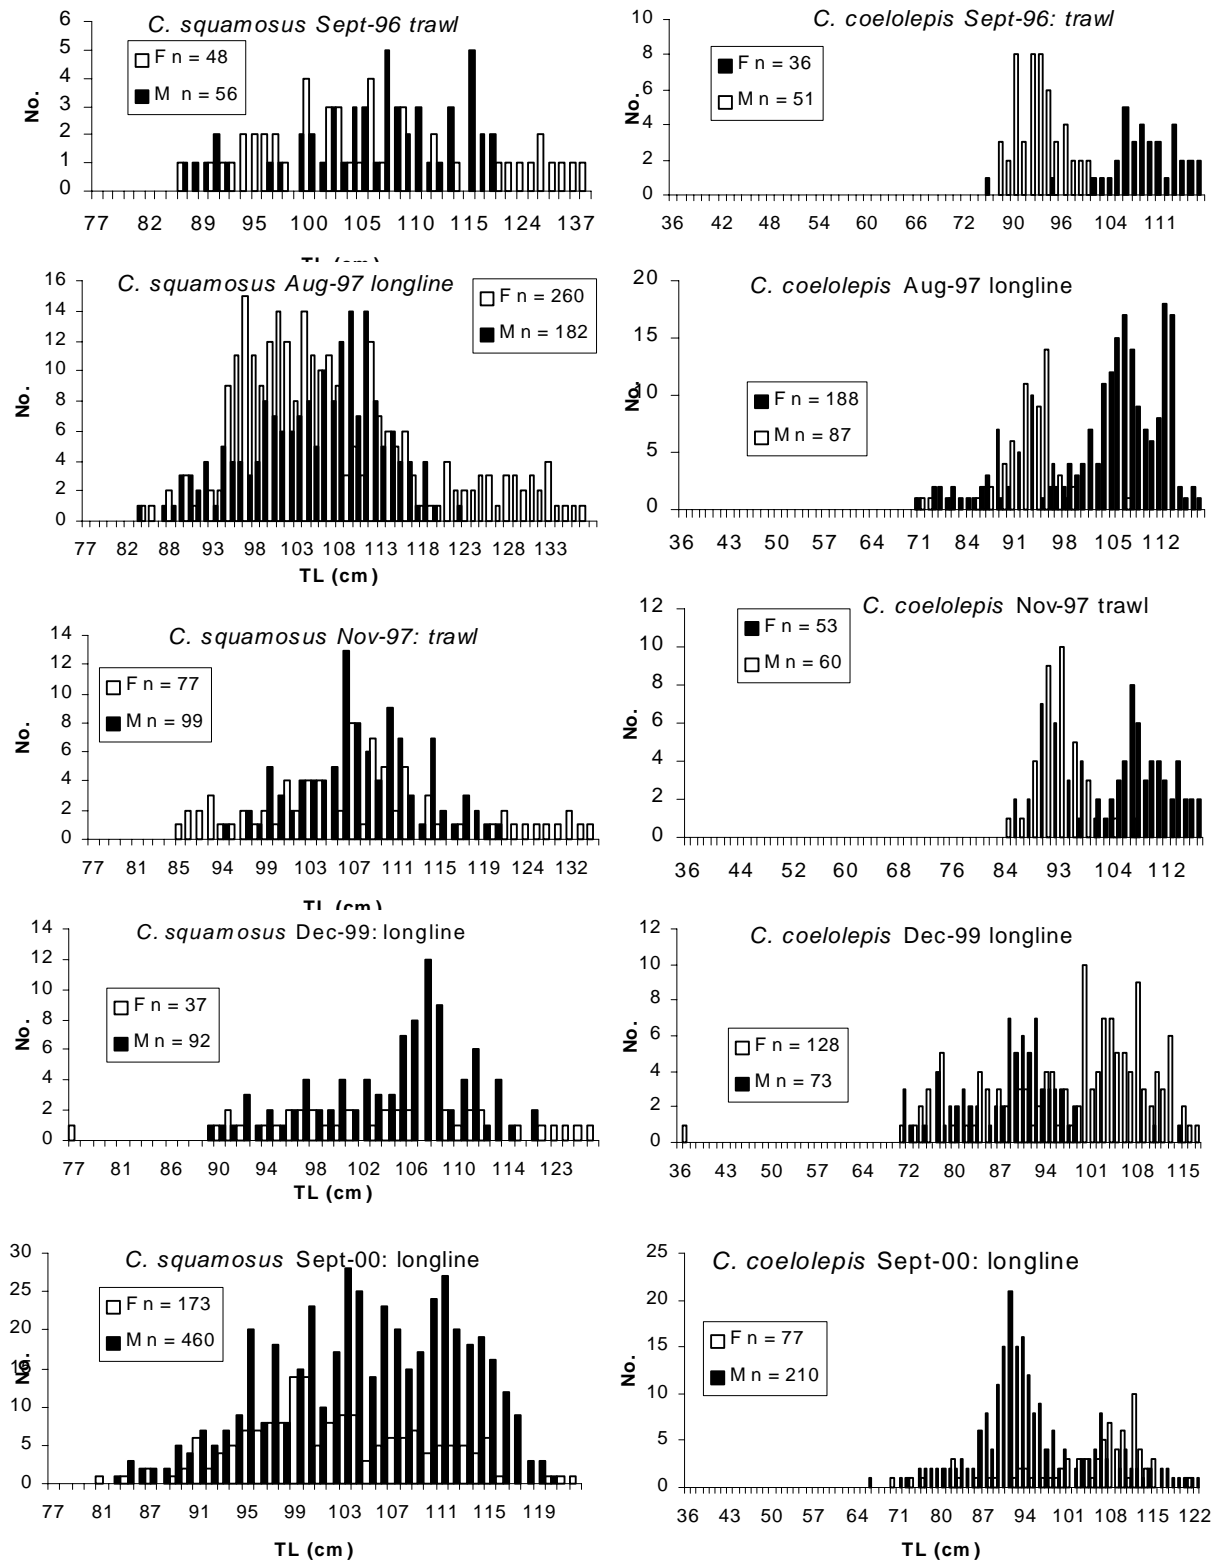 C. squamosus Sept-96 trawl
No.
6
5
4
3
2
1
0
F n = 48
M n = 56
77 82 89 95 100 107 115 124 137
C. coelolepis Sept-96: trawl
No.
10
8
6
4
2
0
F n = 36
M n = 51
36 42 48 54 60 66 72 90 96 104 111
C. squamosus Aug-97 longline
No.
16
14
12
10
8
6
4
2
0
F n = 260
M n = 182
77 82 88 93 98 103 108 113 118 123 128 133
TL (cm)
C. coelolepis Aug-97 longline
No.
20
15
10
5
0
F n = 188
M n = 87
36 43 50 57 64 71 84 91 98 105 112
C. squamosus Nov-97: trawl
No.
14
12
10
8
6
4
2
0
F n = 77
M n = 99
77 81 85 94 99 103 107 111 119 125 132
C. coelolepis Nov-97 trawl
No.
12
10
8
6
4
2
0
F n = 53
M n = 60
36 44 52 60 68 76 85 93 104 112
C. squamosus Dec-99: longline
No.
14
12
10
8
6
4
2
0
F n = 37
M n = 92
77 81 86 90 94 98 102 106 110 114 123
TL (cm)
C. coelolepis Dec-99 longline
No.
12
10
8
6
4
2
0
F n = 128
M n = 73
36 43 50 57 65 72 80 87 94 101 108 115
C. squamosus Sept-00: longline
No.
30
25
20
15
10
5
0
F n = 173
M n = 460
77 81 87 91 95 99 103 107 111 115 119
TL (cm)
C. coelolepis Sept-00: longline
No.
25
20
15
10
5
0
F n = 77
M n = 210
36 43 50 57 64 71 80 87 94 101 108 115 122
TL (cm)